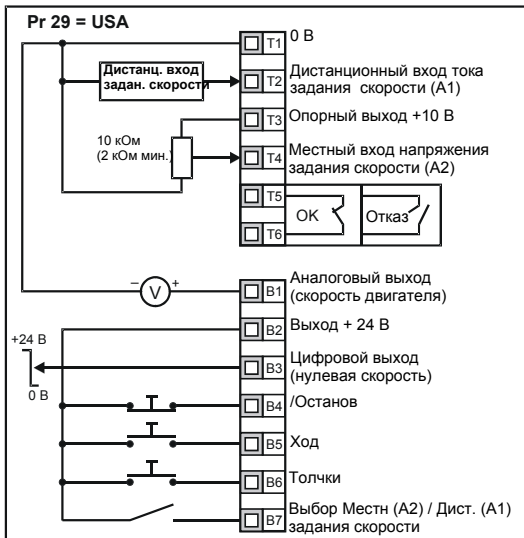 Pr 29 = USA
T1 0 В
Дистанц. вход
задан. скорости
T2 Дистанционный вход тока
задания скорости (A1)
T3 Опорный выход +10 В
10 кОм
(2 кОм мин.)
T4 Местный вход напряжения
задания скорости (A2)
T5
OK
Отказ
T6
– V +
B1 Аналоговый выход
(скорость двигателя)
B2 Выход + 24 В
+24 В
0 В
B3 Цифровой выход
(нулевая скорость)
B4 /Останов
B5 Ход
B6 Толчки
B7 Выбор Местн (A2) / Дист. (A1)
задания скорости